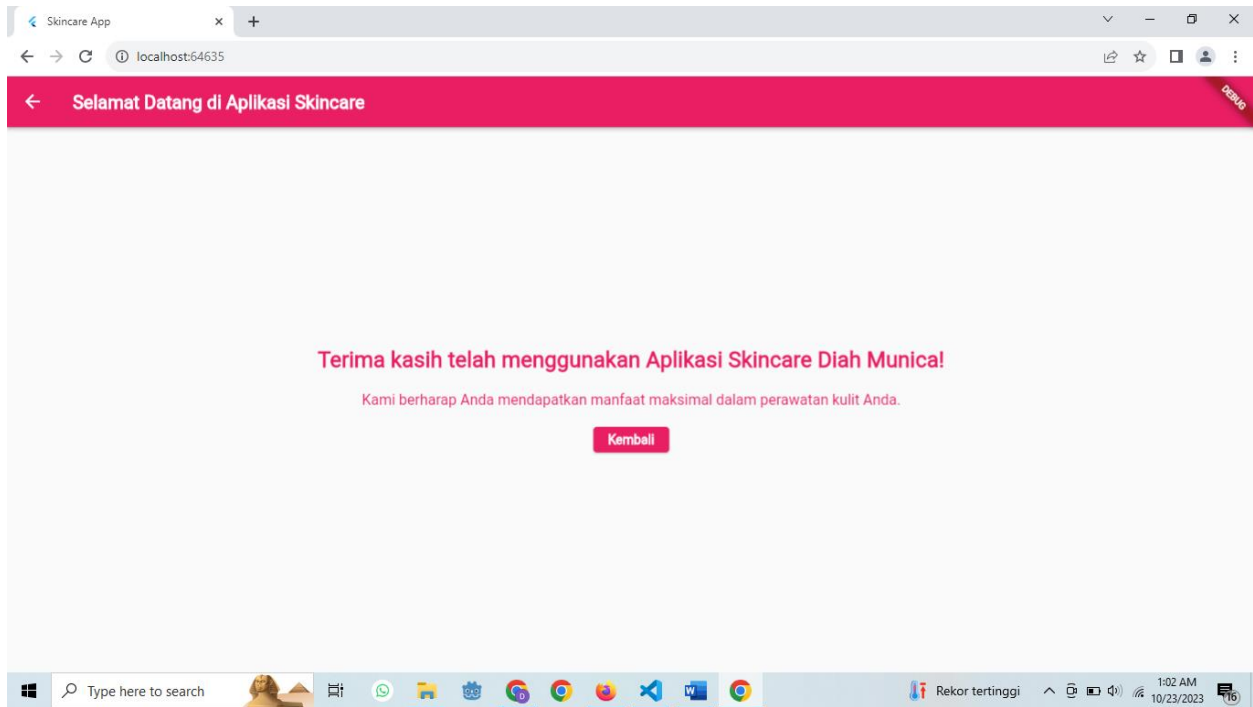 Skincare App
localhost:64635
Selamat Datang di Aplikasi Skincare
DEBUG
Terima kasih telah menggunakan Aplikasi Skincare Diah Munica!
Kami berharap Anda mendapatkan manfaat maksimal dalam perawatan kulit Anda.
Kembali
Type here to search
Rekor tertinggi
1:02 AM
10/23/2023
16